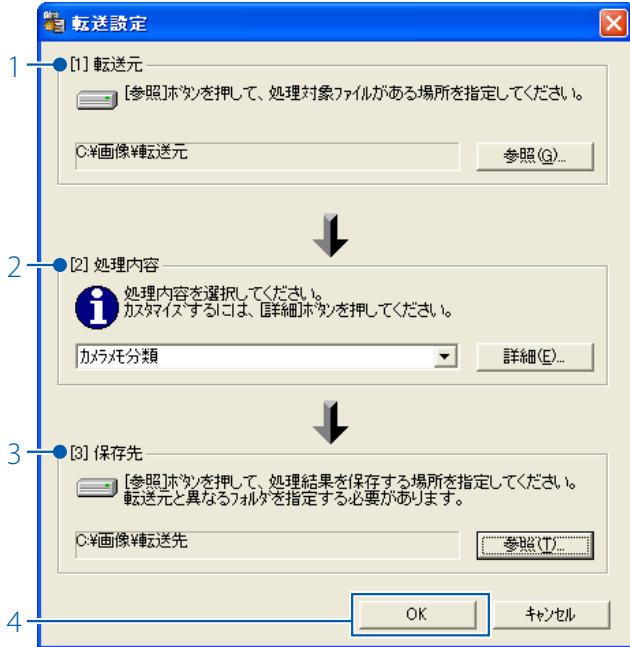 転送設定
1
[1] 転送元
[参照]ﾎﾞﾀﾝを押して、処理対象ﾌｧｲﾙがある場所を指定してください。
C:¥画像¥転送元
参照(G)...
2
[2] 処理内容
処理内容を選択してください。
ｶｽﾀﾏｲｽﾞするには、[詳細]ﾎﾞﾀﾝを押してください。
ｶﾒﾗﾒﾓ分類
詳細(E)...
3
[3] 保存先
[参照]ﾎﾞﾀﾝを押して、処理結果を保存する場所を指定してください。
転送元と異なるﾌｫﾙﾀﾞを指定する必要があります。
C:¥画像¥転送先
参照(T)...
4
OK
ｷｬﾝｾﾙ